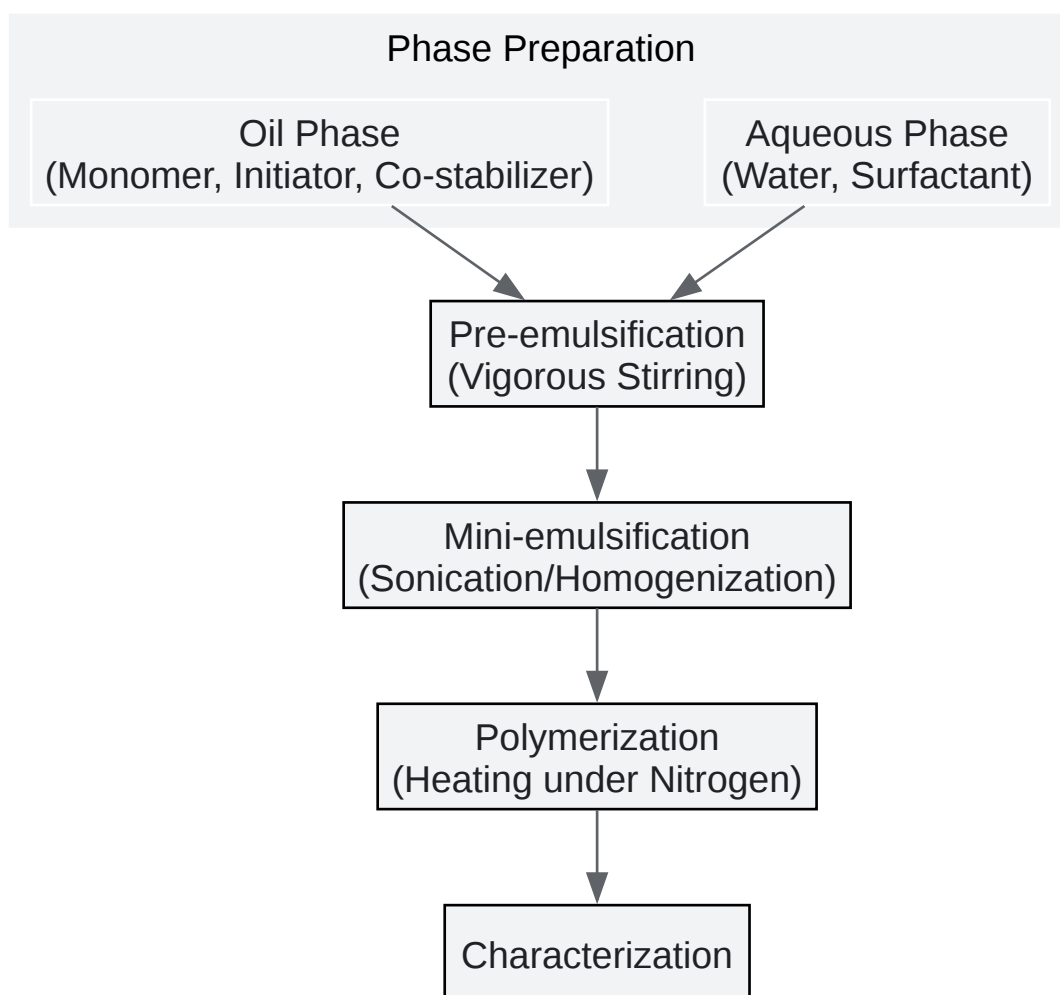 Phase Preparation
Oil Phase
(Monomer, Initiator, Co-stabilizer)
Aqueous Phase
(Water, Surfactant)
Pre-emulsification
(Vigorous Stirring)
Mini-emulsification
(Sonication/Homogenization)
Polymerization
(Heating under Nitrogen)
Characterization